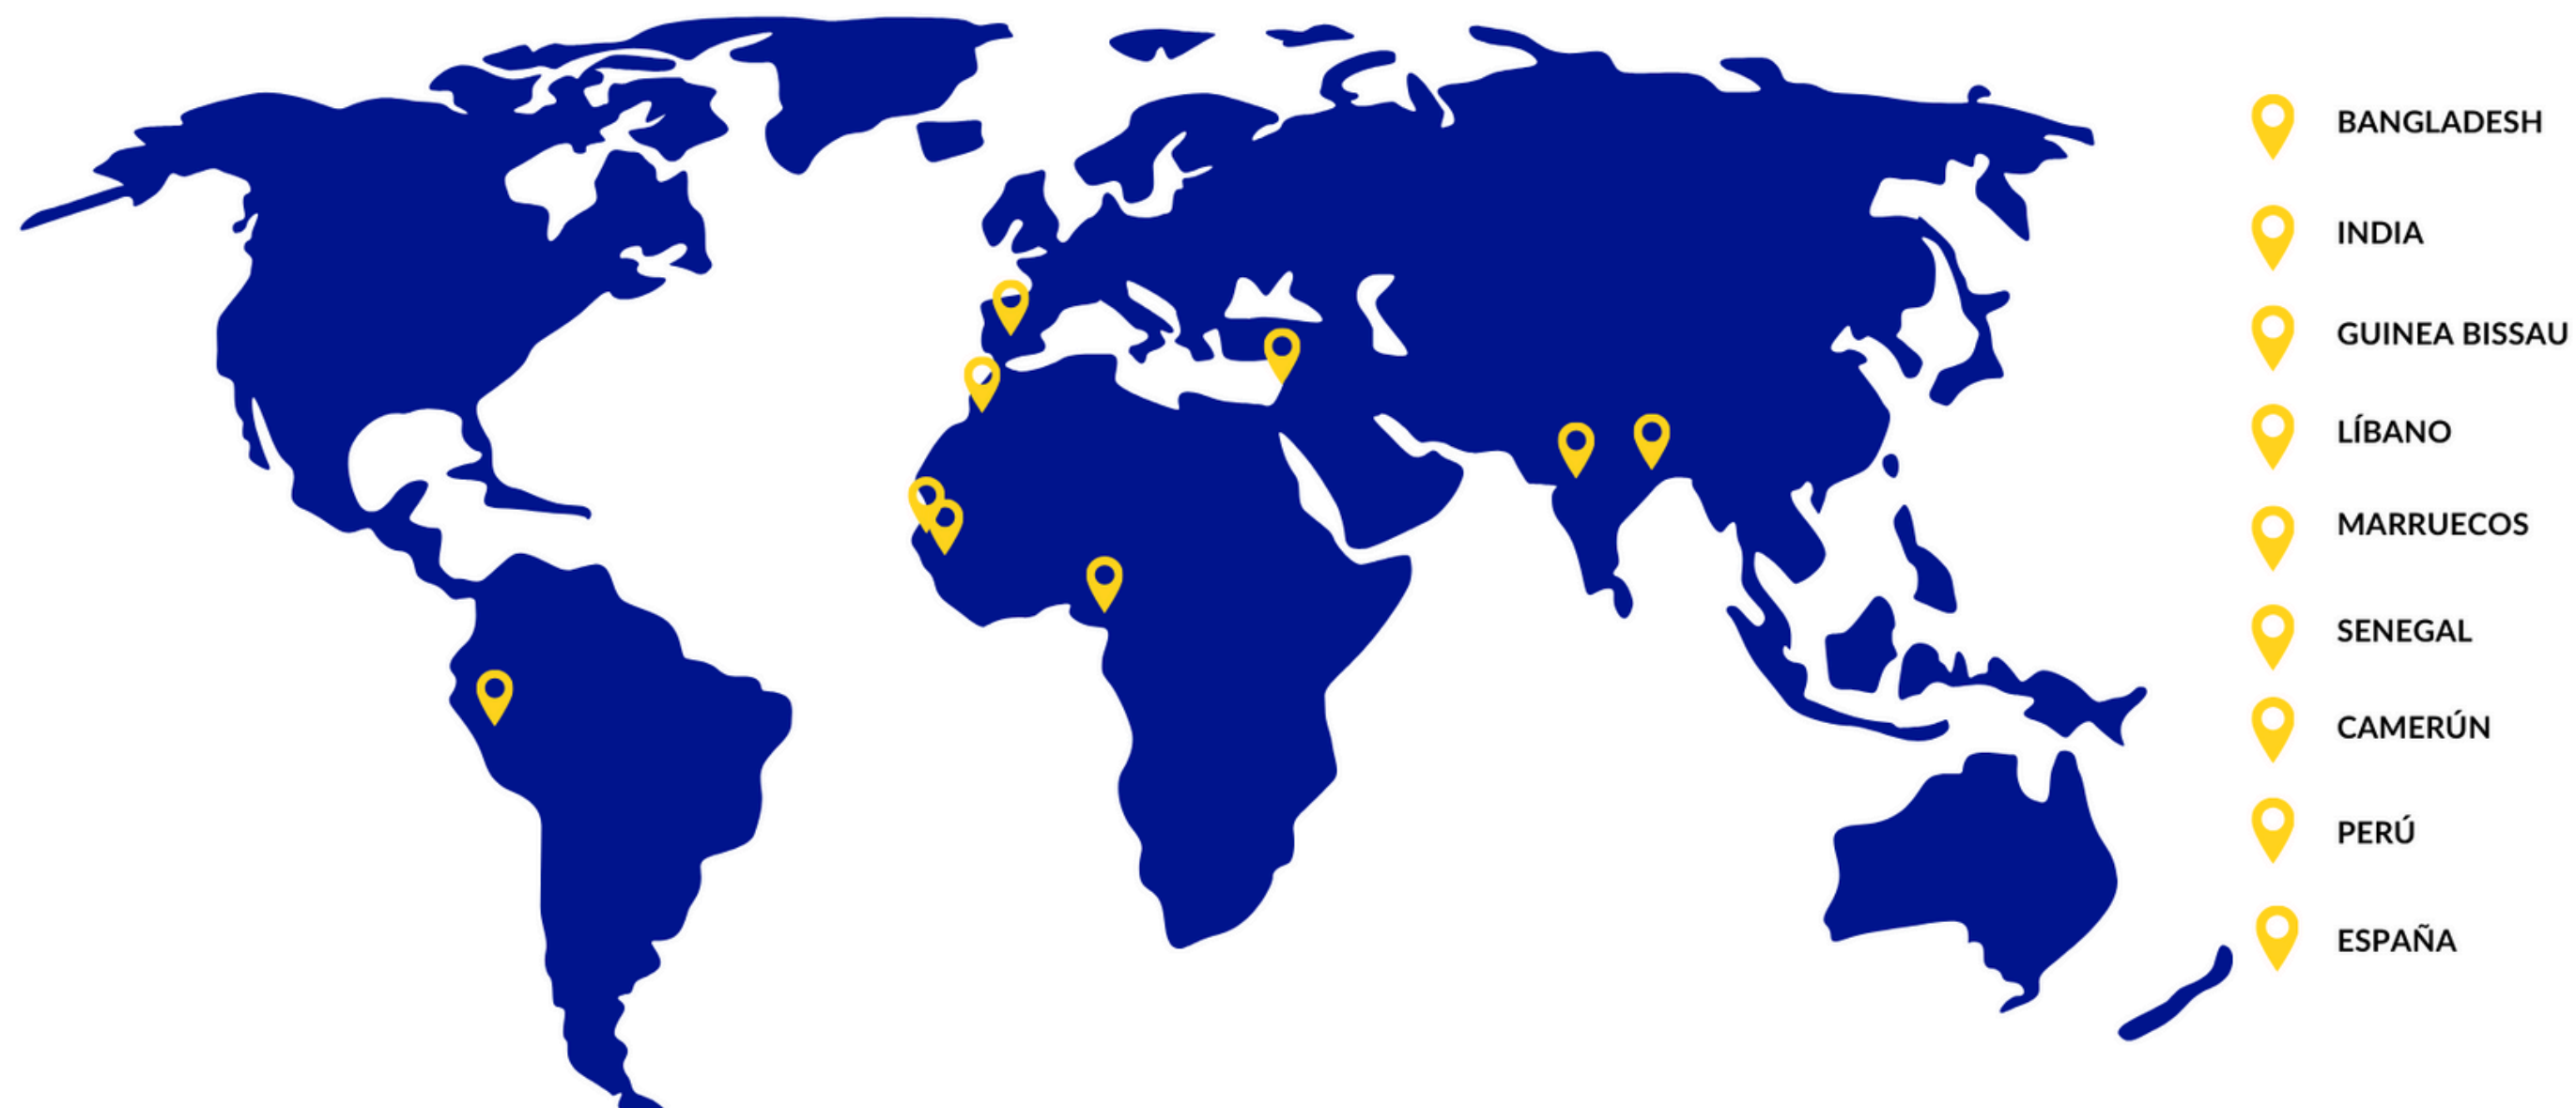 BANGLADESH
INDIA
GUINEA BISSAU
LÍBANO
MARRUECOS
SENEGAL
CAMERÚN
PERÚ
ESPAÑA